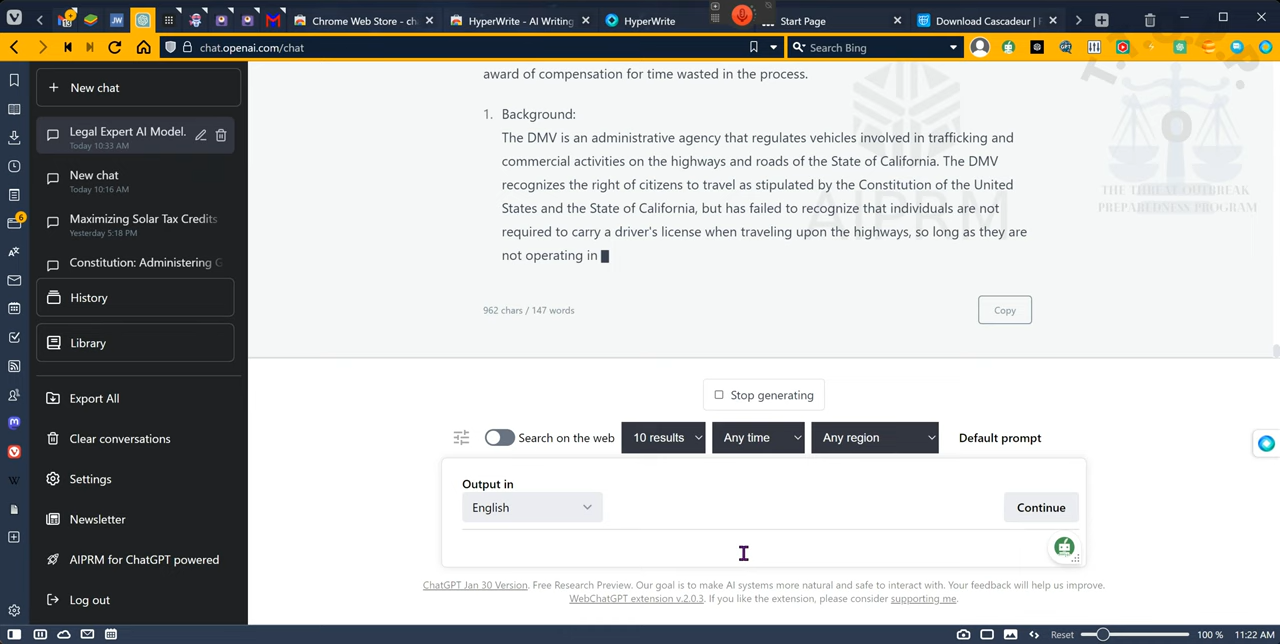 Chrome Web Store - ch
HyperWrite - AI Writing
HyperWrite
Start Page
Download Cascadeur | F
chat.openai.com/chat
Search Bing
New chat
Legal Expert AI Model.
Today 10:33 AM
New chat
Today 10:16 AM
Maximizing Solar Tax Credits
Yesterday 5:18 PM
Constitution: Administering G
History
Library
Export All
Clear conversations
Settings
Newsletter
AIPRM for ChatGPT powered
Log out
award of compensation for time wasted in the process.
1. Background:
The DMV is an administrative agency that regulates vehicles involved in trafficking and
commercial activities on the highways and roads of the State of California. The DMV
recognizes the right of citizens to travel as stipulated by the Constitution of the United
States and the State of California, but has failed to recognize that individuals are not
required to carry a driver's license when traveling upon the highways, so long as they are
not operating in
962 chars / 147 words
Copy
AIPRM
THE THREAT OUTBREAK
PREPAREDNESS PROGRAM
Stop generating
Search on the web
10 results
Any time
Any region
Default prompt
Output in
English
Continue
ChatGPT Jan 30 Version. Free Research Preview. Our goal is to make AI systems more natural and safe to interact with. Your feedback will help us improve.
WebChatGPT extension v.2.0.3. If you like the extension, please consider supporting me.
Reset
100 %
11:22 AM